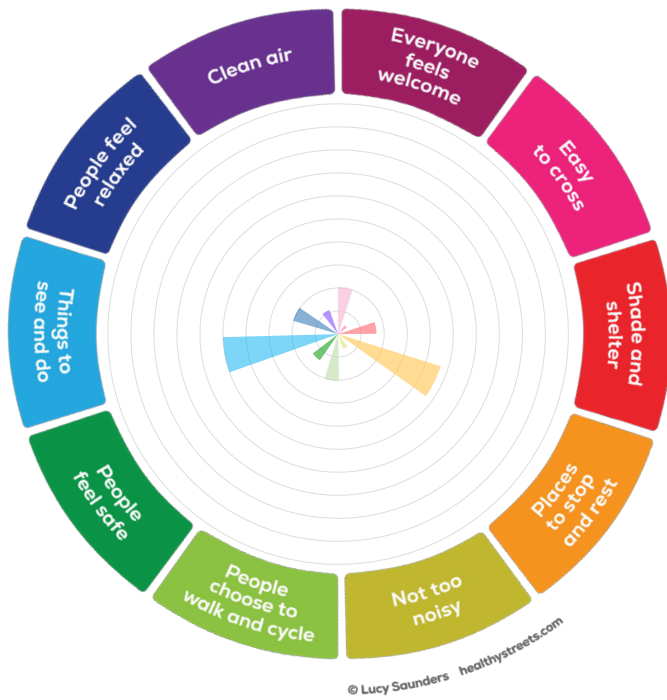 Everyone
feels
welcome
Easy
to cross
Shade and
shelter
Places
to stop
and rest
Not too
noisy
People
choose to
walk and cycle
People
feel safe
Things to
see and do
People feel
relaxed
Clean air
© Lucy Saunders healthystreets.com